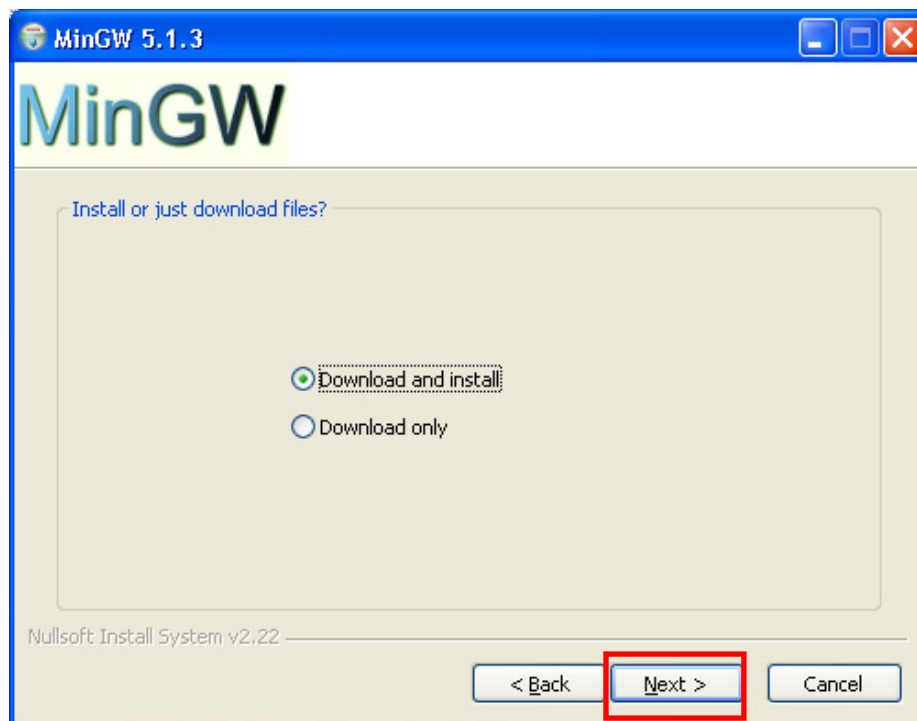 MinGW 5.1.3
MinGW
Install or just download files?
Download and install
Download only
Nullsoft Install System v2.22
< Back
Next >
Cancel